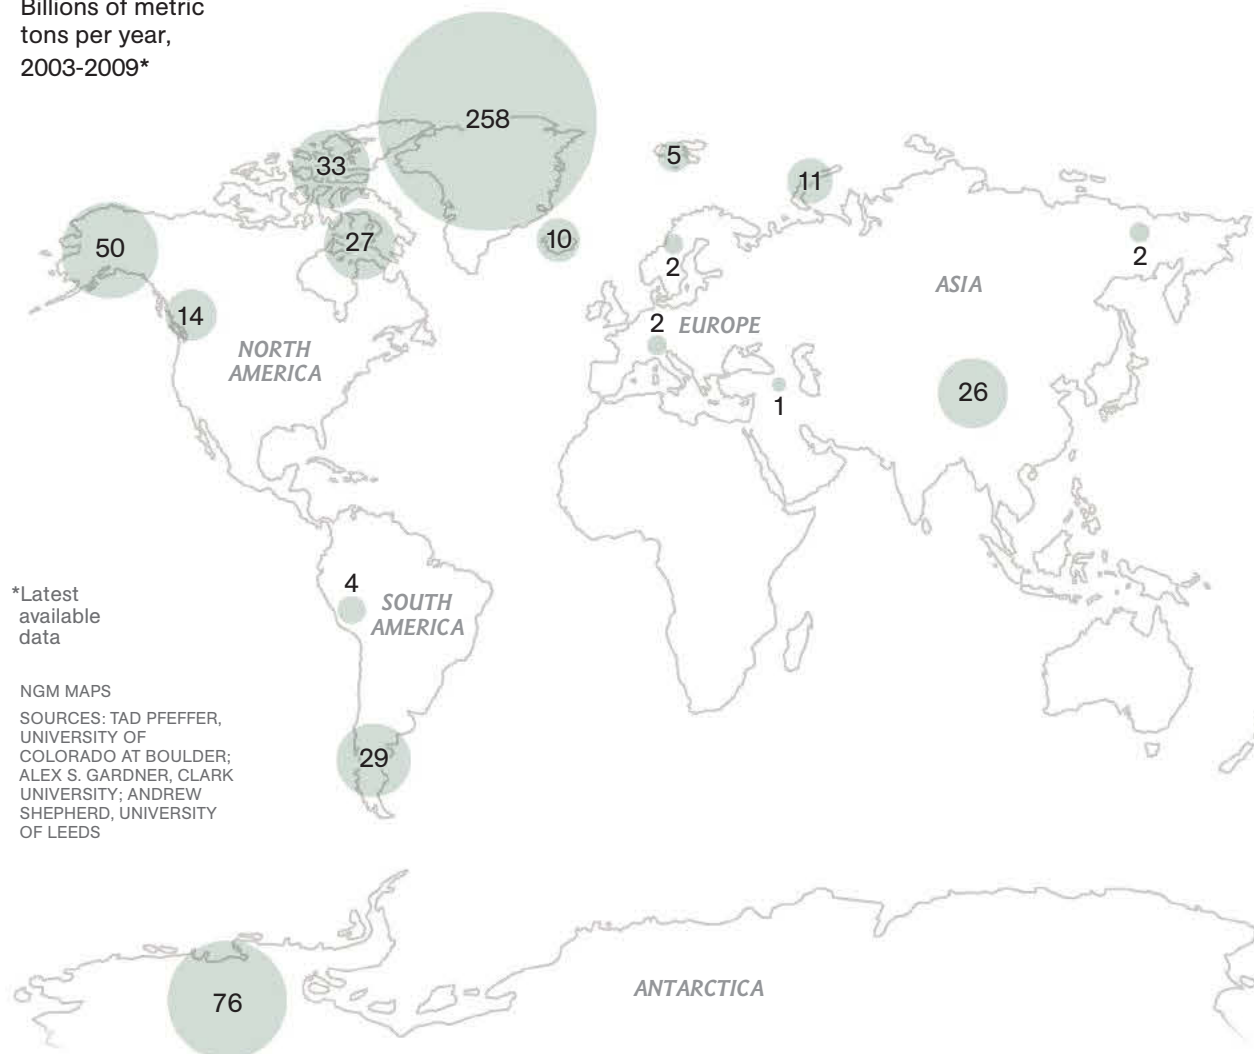 Billions of metric
tons per year,
2003-2009*
258
33
5
11
50
27
10
2
2
14
ASIA
2
EUROPE
NORTH
AMERICA
26
1
4
SOUTH
AMERICA
*Latest
available
data
NGM MAPS
SOURCES: TAD PFEFFER,
UNIVERSITY OF
COLORADO AT BOULDER;
ALEX S. GARDNER, CLARK
UNIVERSITY; ANDREW
SHEPHERD, UNIVERSITY
OF LEEDS
29
ANTARCTICA
76